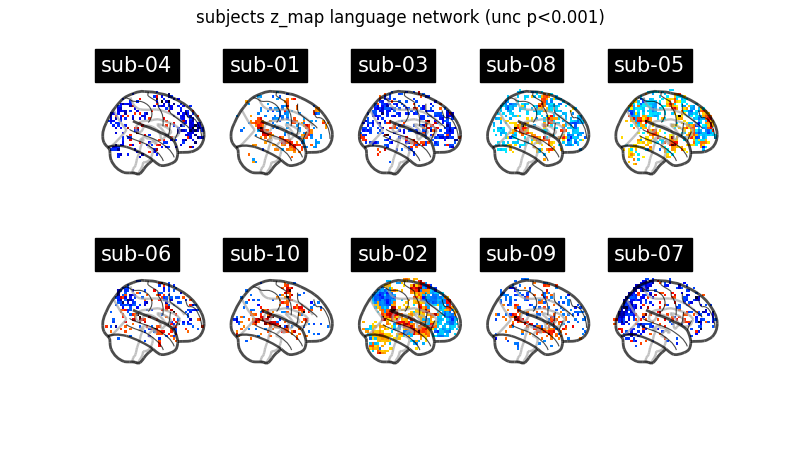 subjects z_map language network (unc p<0.001)
sub-04
sub-01
sub-03
sub-08
sub-05
sub-06
sub-10
sub-02
sub-09
sub-07